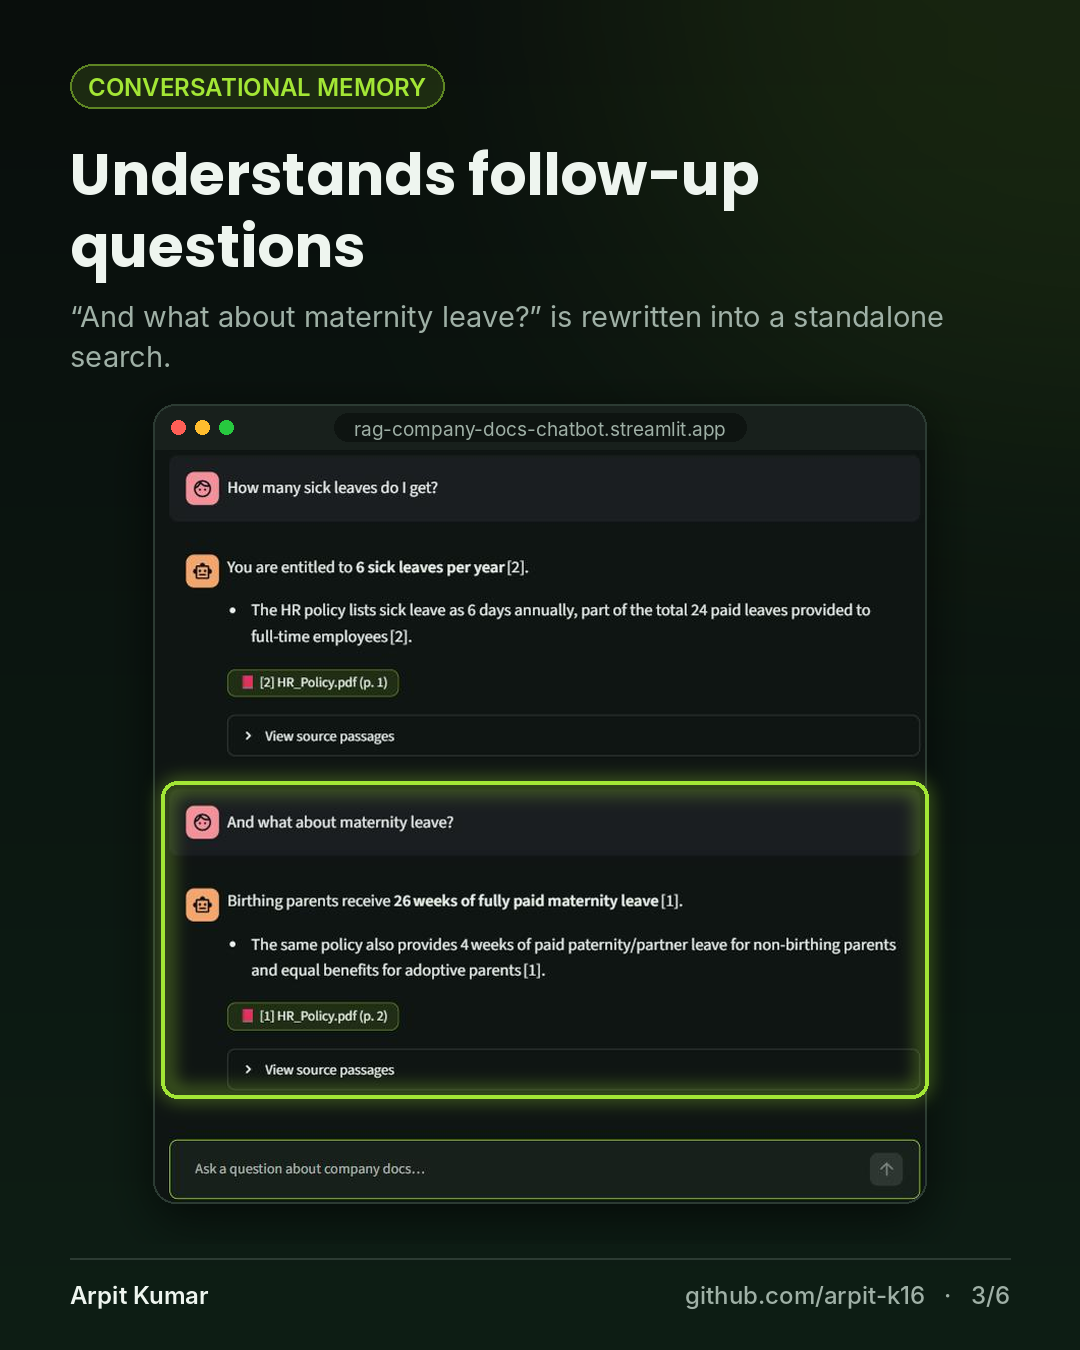 CONVERSATIONAL MEMORY
Understands follow-up
questions
“And what about maternity leave?” is rewritten into a standalone
search.
rag-company-docs-chatbot.streamlit.app
How many sick leaves do I get?
You are entitled to 6 sick leaves per year [2].
• The HR policy lists sick leave as 6 days annually, part of the total 24 paid leaves provided to
full-time employees [2].
[2] HR_Policy.pdf (p. 1)
View source passages
And what about maternity leave?
Birthing parents receive 26 weeks of fully paid maternity leave [1].
• The same policy also provides 4 weeks of paid paternity/partner leave for non-birthing parents
and equal benefits for adoptive parents [1].
[1] HR_Policy.pdf (p. 2)
View source passages
Ask a question about company docs...
Arpit Kumar
github.com/arpit-k16 · 3/6